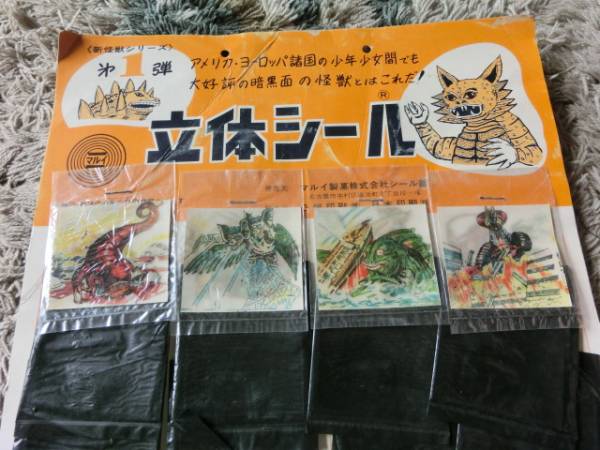 《新怪獣シリーズ》
第1弾
アメリカ・ヨーロッパ諸国の少年少女間でも
大好評の暗黒面の怪獣とはこれだ！
立体シール®
マルイ
マルイ製菓株式会社シール部